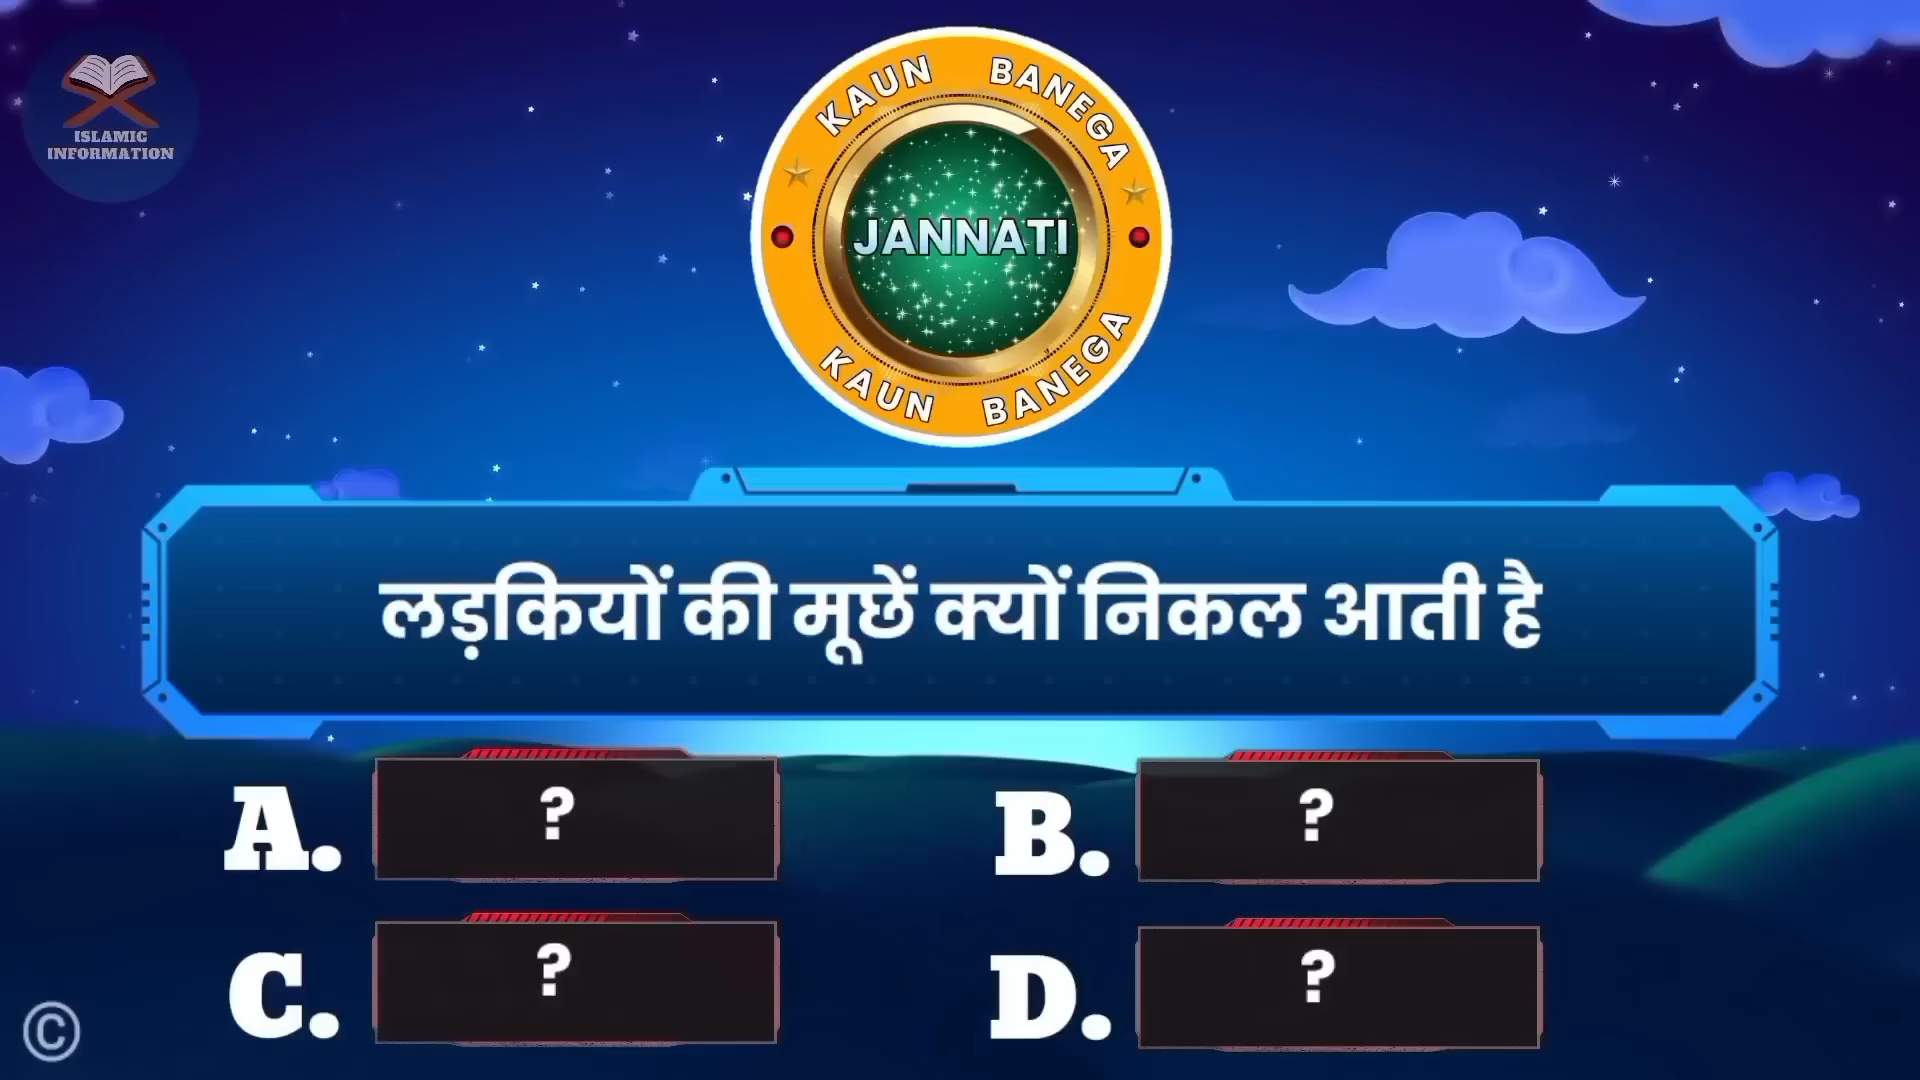 ISLAMIC
INFORMATION
KAUN BANEGA
JANNATI
KAUN BANEGA
लड़कियों की मूछें क्यों निकल आती है
A. ?
B. ?
C. ?
D. ?
©